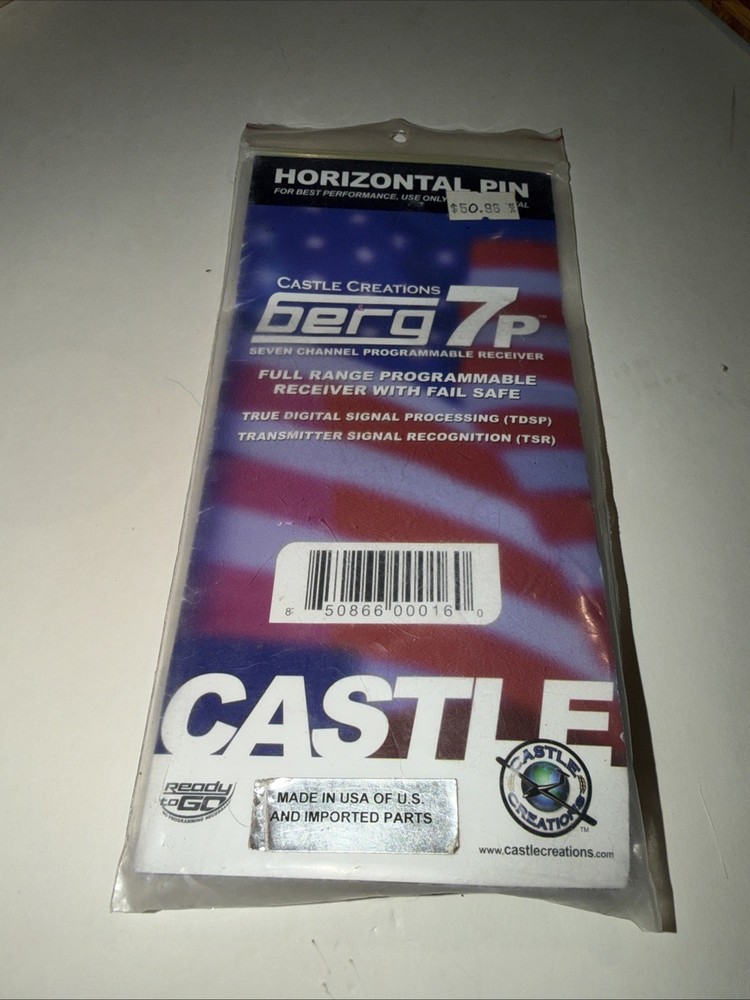 HORIZONTAL PIN
FOR BEST PERFORMANCE, USE ONLY
$50.95
CASTLE CREATIONS
berg 7P™
SEVEN CHANNEL PROGRAMMABLE RECEIVER
FULL RANGE PROGRAMMABLE
RECEIVER WITH FAIL SAFE
TRUE DIGITAL SIGNAL PROCESSING (TDSP)
TRANSMITTER SIGNAL RECOGNITION (TSR)
8 50866 00016 0
CASTLE
Ready
to GO
MADE IN USA OF U.S.
AND IMPORTED PARTS
CASTLE
CREATIONS
TM
www.castlecreations.com